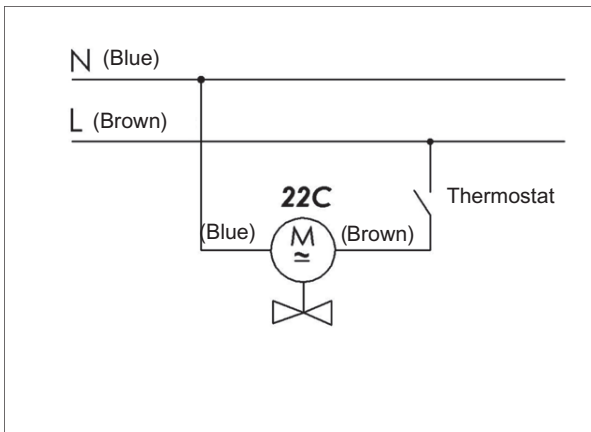 N (Blue)
L (Brown)
22C
Thermostat
(Blue)
M
(Brown)
≃